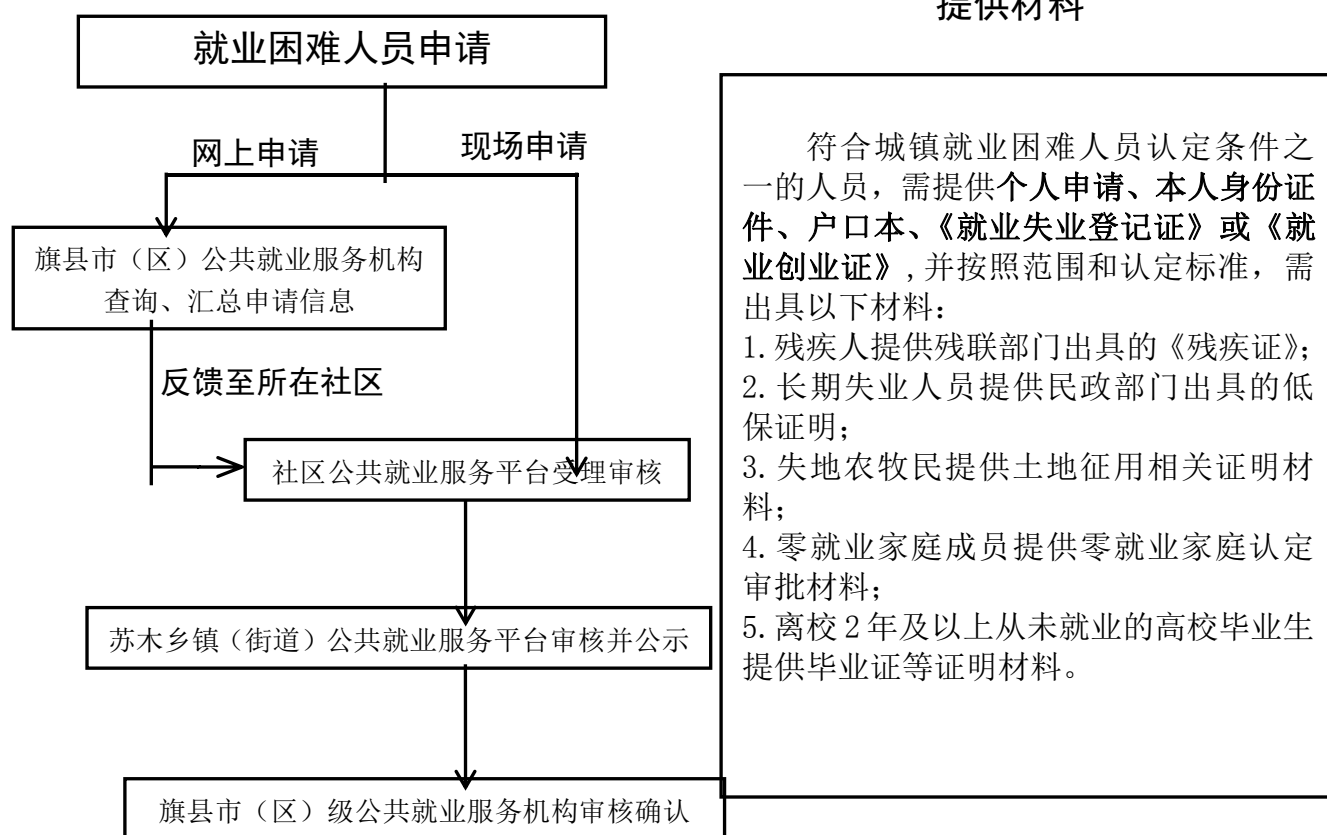 提供材料
就业困难人员申请
网上申请
现场申请
旗县市（区）公共就业服务机构
查询、汇总申请信息
反馈至所在社区
社区公共就业服务平台受理审核
苏木乡镇（街道）公共就业服务平台审核并公示
旗县市（区）级公共就业服务机构审核确认
符合城镇就业困难人员认定条件之
一的人员，需提供个人申请、本人身份证
件、户口本、《就业失业登记证》或《就
业创业证》,并按照范围和认定标准，需
出具以下材料：
1.残疾人提供残联部门出具的《残疾证》；
2.长期失业人员提供民政部门出具的低
保证明；
3.失地农牧民提供土地征用相关证明材
料；
4.零就业家庭成员提供零就业家庭认定
审批材料；
5.离校2年及以上从未就业的高校毕业生
提供毕业证等证明材料。